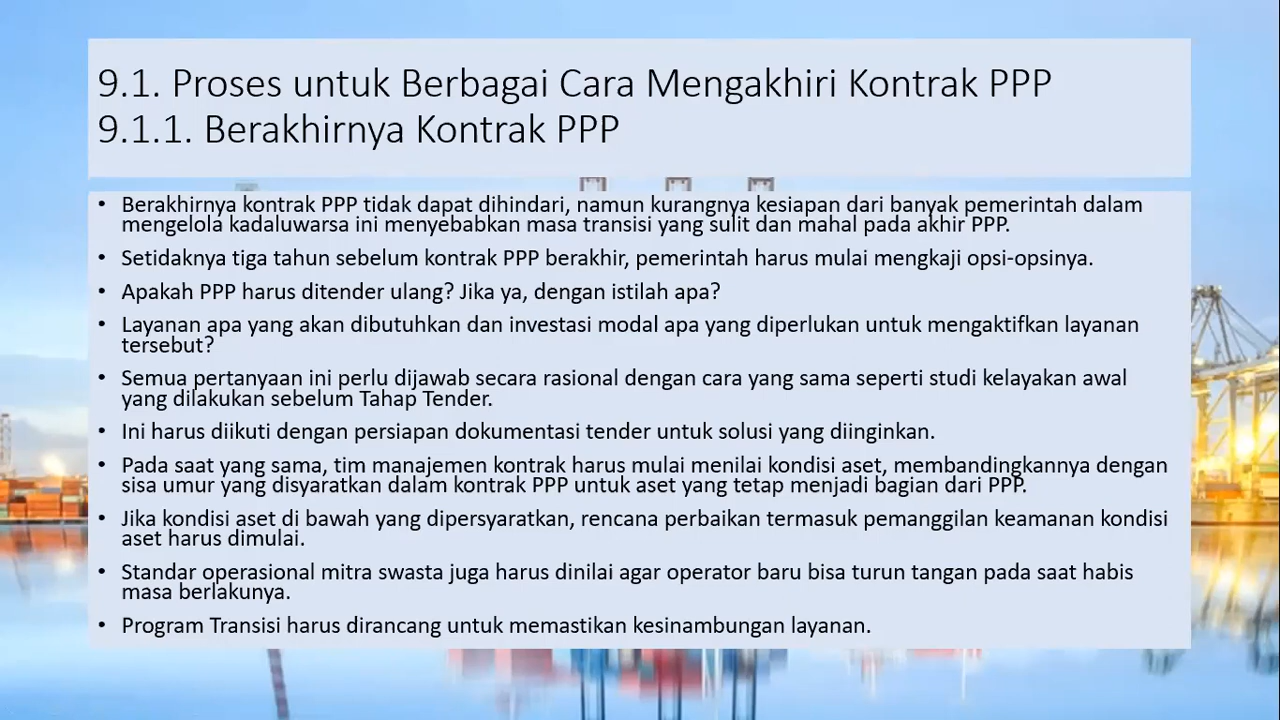 9.1. Proses untuk Berbagai Cara Mengakhiri Kontrak PPP
9.1.1. Berakhirnya Kontrak PPP
• Berakhirnya kontrak PPP tidak dapat dihindari, namun kurangnya kesiapan dari banyak pemerintah dalam
mengelola kadaluwarsa ini menyebabkan masa transisi yang sulit dan mahal pada akhir PPP.
• Setidaknya tiga tahun sebelum kontrak PPP berakhir, pemerintah harus mulai mengkaji opsi-opsinya.
• Apakah PPP harus ditender ulang? Jika ya, dengan istilah apa?
• Layanan apa yang akan dibutuhkan dan investasi modal apa yang diperlukan untuk mengaktifkan layanan
tersebut?
• Semua pertanyaan ini perlu dijawab secara rasional dengan cara yang sama seperti studi kelayakan awal
yang dilakukan sebelum Tahap Tender.
• Ini harus diikuti dengan persiapan dokumentasi tender untuk solusi yang diinginkan.
• Pada saat yang sama, tim manajemen kontrak harus mulai menilai kondisi aset, membandingkannya dengan
sisa umur yang disyaratkan dalam kontrak PPP untuk aset yang tetap menjadi bagian dari PPP.
• Jika kondisi aset di bawah yang dipersyaratkan, rencana perbaikan termasuk pemanggilan keamanan kondisi
aset harus dimulai.
• Standar operasional mitra swasta juga harus dinilai agar operator baru bisa turun tangan pada saat habis
masa berlakunya.
• Program Transisi harus dirancang untuk memastikan kesinambungan layanan.